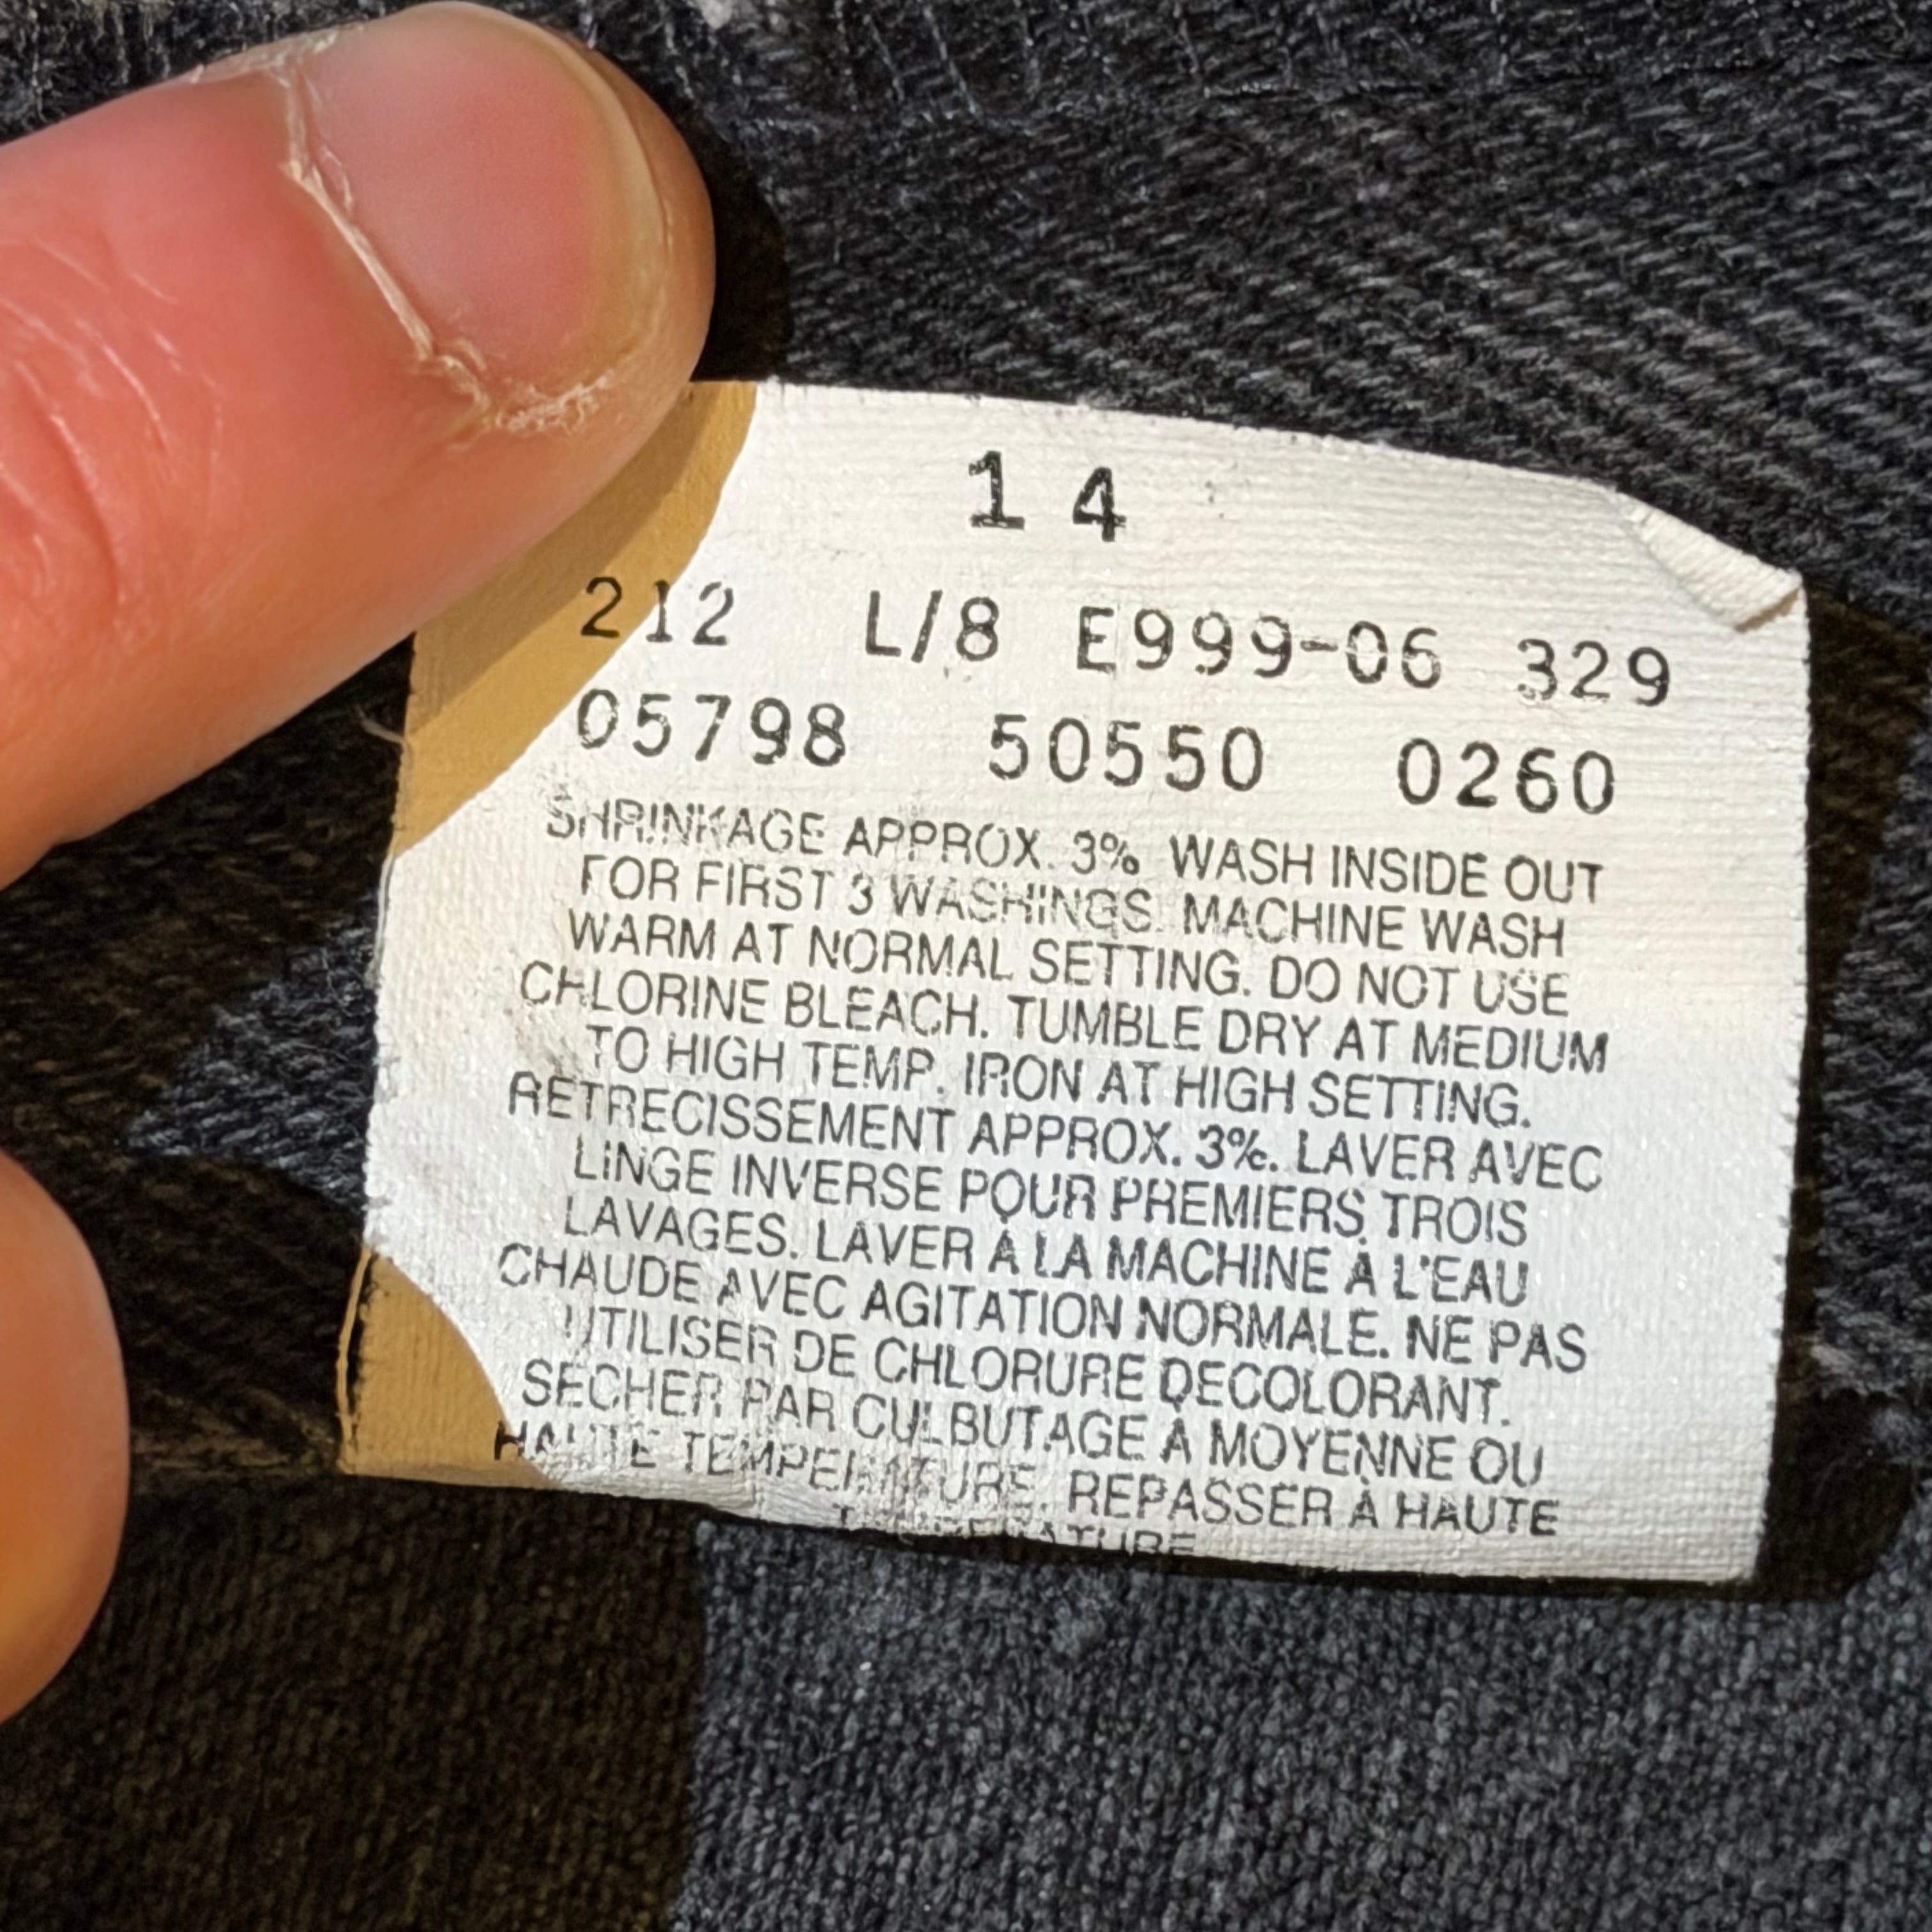 14
212 L/8 E999-06 329
05798 50550 0260
SHRINKAGE APPROX. 3% WASH INSIDE OUT
FOR FIRST 3 WASHINGS. MACHINE WASH
WARM AT NORMAL SETTING. DO NOT USE
CHLORINE BLEACH. TUMBLE DRY AT MEDIUM
TO HIGH TEMP. IRON AT HIGH SETTING.
RETRECISSEMENT APPROX. 3%. LAVER AVEC
LINGE INVERSE POUR PREMIERS TROIS
LAVAGES. LAVER A LA MACHINE A L'EAU
CHAUDE AVEC AGITATION NORMALE. NE PAS
UTILISER DE CHLORURE DECOLORANT.
SECHER PAR CULBUTAGE A MOYENNE OU
HAUTE TEMPERATURE. REPASSER A HAUTE
TEMPERATURE